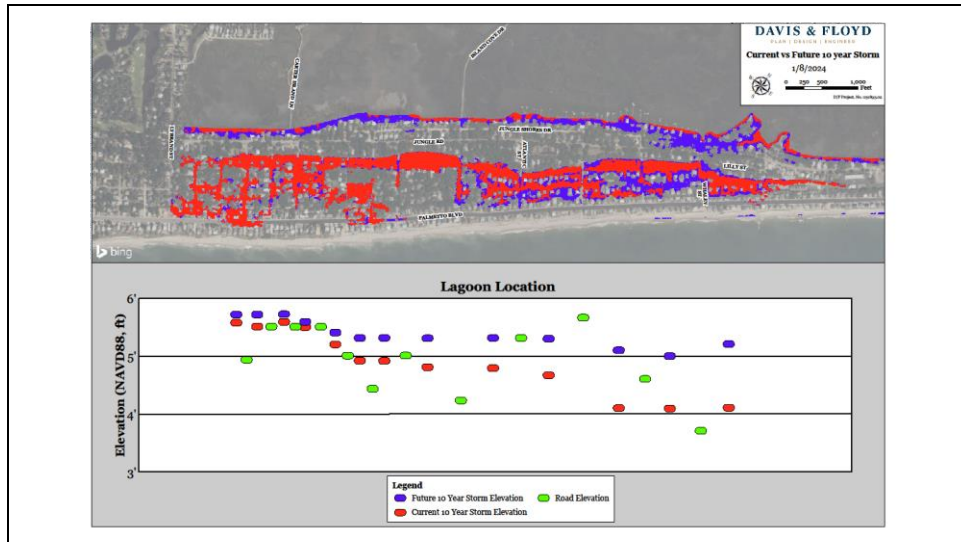 DAVIS & FLOYD
PLAN | DESIGN | ENGINEER
Current vs Future 10 year Storm
1/8/2024
0 250 500 1,000
Feet
JUNGLE SHORES DR
JUNGLE RD
ATLANTIC ST
LILLY ST
PALMETTO BLVD
bing
Lagoon Location
Elevation (NAVD88, ft)
6'
5'
4'
3'
Legend
Future 10 Year Storm Elevation
Road Elevation
Current 10 Year Storm Elevation